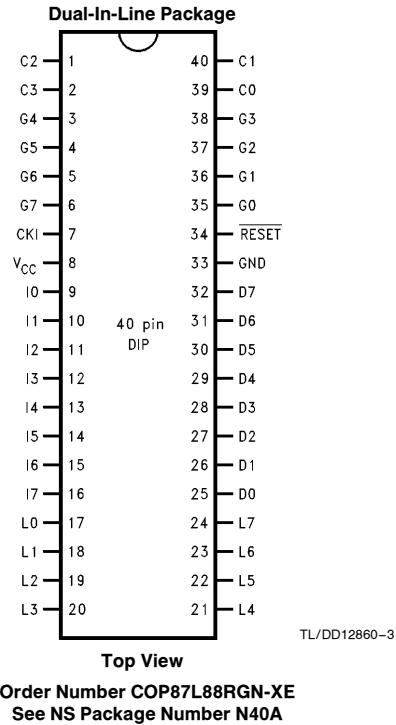 Dual-In-Line Package
C2 1 40 C1
C3 2 39 C0
G4 3 38 G3
G5 4 37 G2
G6 5 36 G1
G7 6 35 G0
CKI 7 34 RESET
VCC 8 33 GND
I0 9 32 D7
I1 10 40 pin 31 D6
I2 11 DIP 30 D5
I3 12 29 D4
I4 13 28 D3
I5 14 27 D2
I6 15 26 D1
I7 16 25 D0
L0 17 24 L7
L1 18 23 L6
L2 19 22 L5
L3 20 21 L4
TL/DD12860–3
Top View
Order Number COP87L88RGN-XE
See NS Package Number N40A